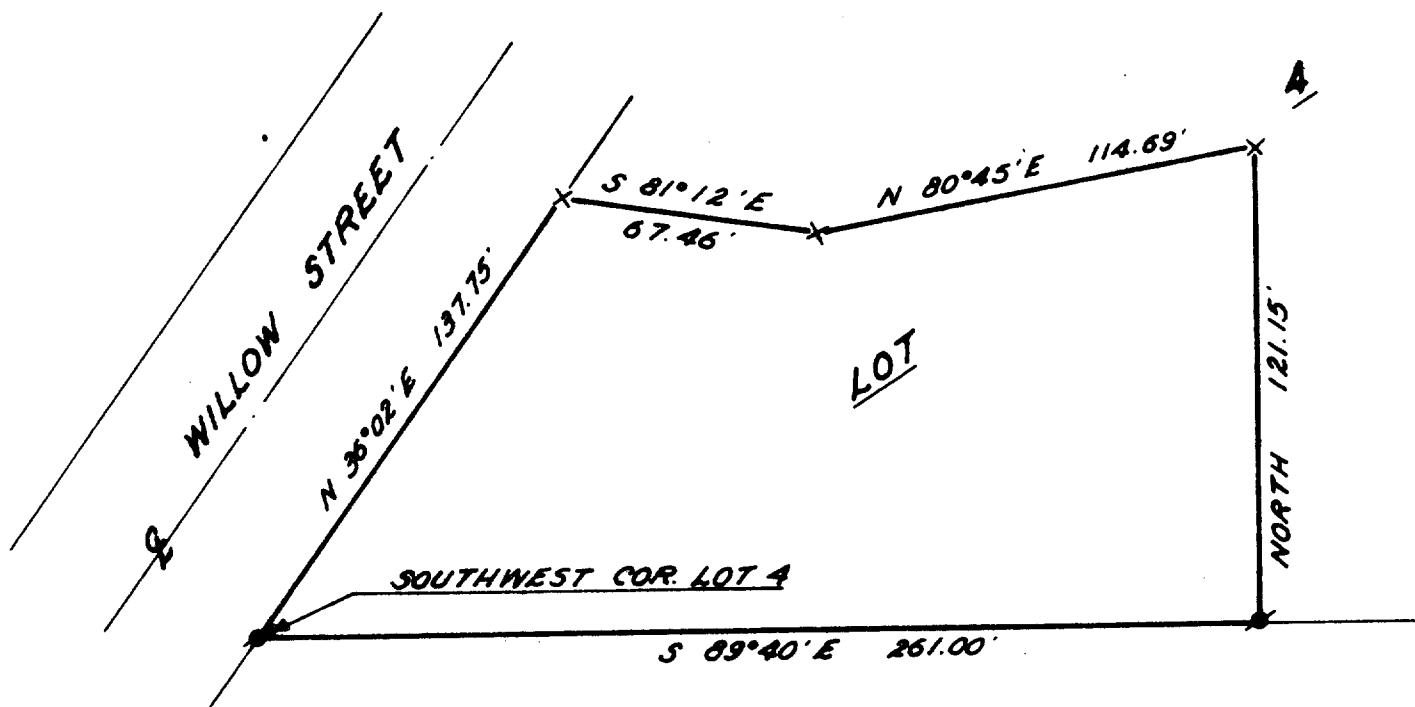 4
WILLOW STREET
℄
S 81°12'E
67.46'
N 80°45'E 114.69'
N 36°02'E 137.75'
LOT
NORTH 121.15'
SOUTHWEST COR. LOT 4
S 89°40'E 261.00'